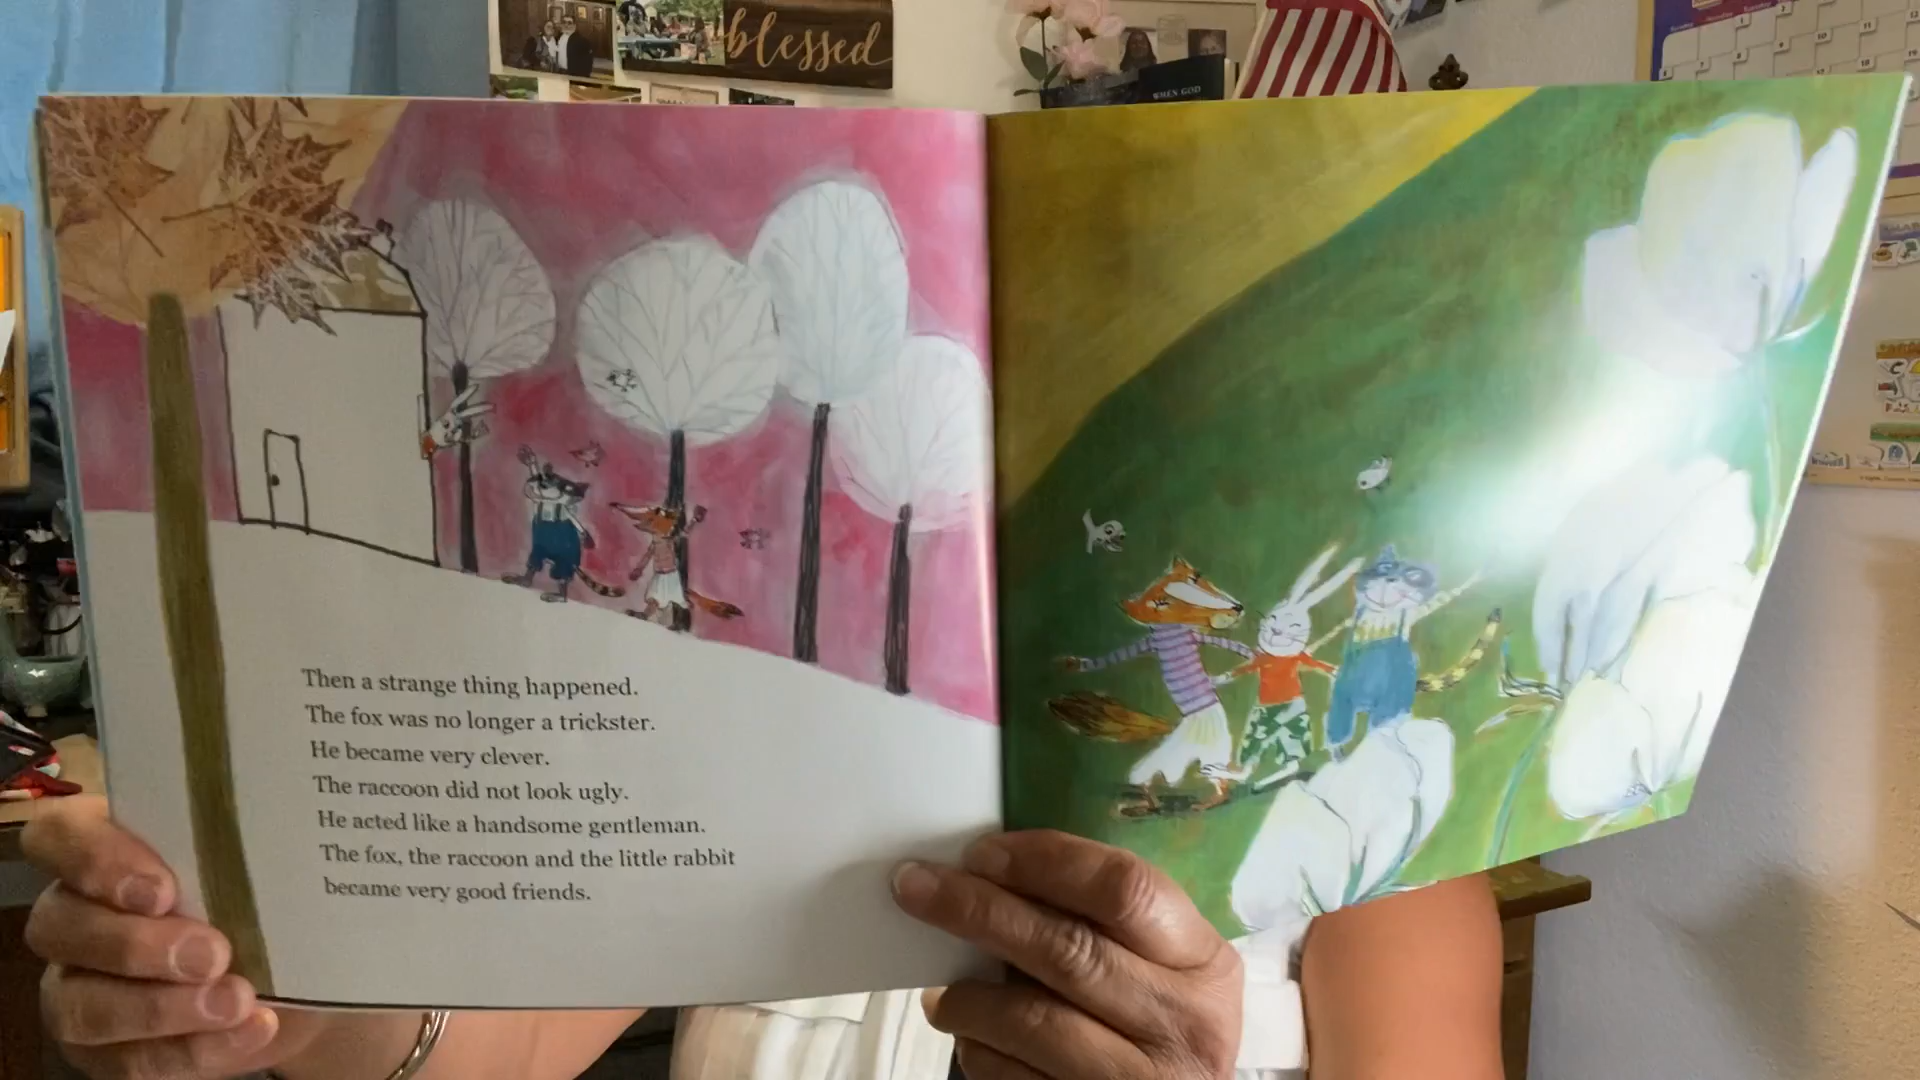 blessed
WHEN GOD
Then a strange thing happened.
The fox was no longer a trickster.
He became very clever.
The raccoon did not look ugly.
He acted like a handsome gentleman.
The fox, the raccoon and the little rabbit
became very good friends.